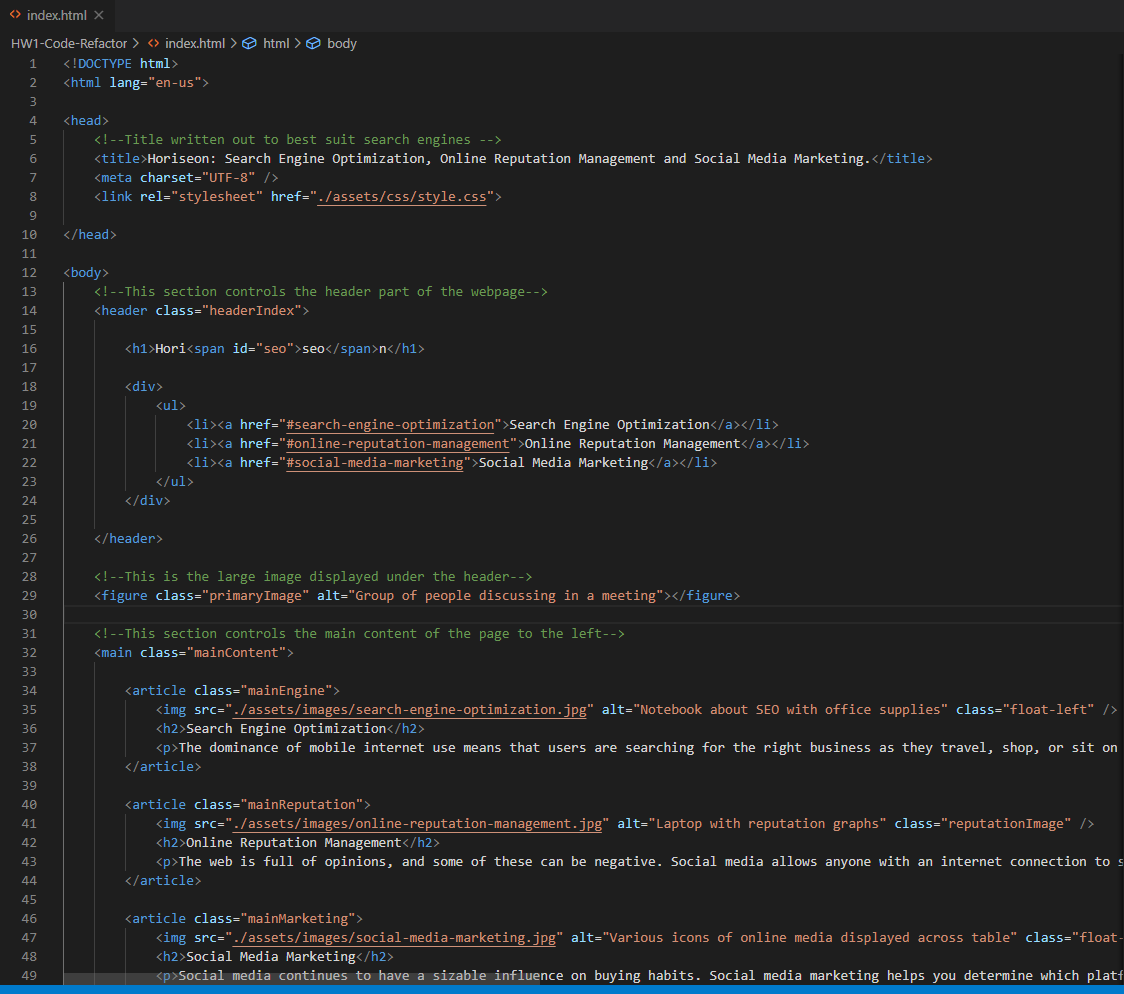 index.html
HW1-Code-Refactor > index.html > html > body
1 <!DOCTYPE html>
2 <html lang="en-us">
3
4 <head>
5 <!--Title written out to best suit search engines -->
6 <title>Horiseon: Search Engine Optimization, Online Reputation Management and Social Media Marketing.</title>
7 <meta charset="UTF-8" />
8 <link rel="stylesheet" href="./assets/css/style.css">
9
10 </head>
11
12 <body>
13 <!--This section controls the header part of the webpage-->
14 <header class="headerIndex">
15
16 <h1>Hori<span id="seo">seo</span>n</h1>
17
18 <div>
19 <ul>
20 <li><a href="#search-engine-optimization">Search Engine Optimization</a></li>
21 <li><a href="#online-reputation-management">Online Reputation Management</a></li>
22 <li><a href="#social-media-marketing">Social Media Marketing</a></li>
23 </ul>
24 </div>
25
26 </header>
27
28 <!--This is the large image displayed under the header-->
29 <figure class="primaryImage" alt="Group of people discussing in a meeting"></figure>
30
31 <!--This section controls the main content of the page to the left-->
32 <main class="mainContent">
33
34 <article class="mainEngine">
35 <img src="./assets/images/search-engine-optimization.jpg" alt="Notebook about SEO with office supplies" class="float-left" />
36 <h2>Search Engine Optimization</h2>
37 <p>The dominance of mobile internet use means that users are searching for the right business as they travel, shop, or sit on
38 </article>
39
40 <article class="mainReputation">
41 <img src="./assets/images/online-reputation-management.jpg" alt="Laptop with reputation graphs" class="reputationImage" />
42 <h2>Online Reputation Management</h2>
43 <p>The web is full of opinions, and some of these can be negative. Social media allows anyone with an internet connection to s
44 </article>
45
46 <article class="mainMarketing">
47 <img src="./assets/images/social-media-marketing.jpg" alt="Various icons of online media displayed across table" class="float-
48 <h2>Social Media Marketing</h2>
49 <p>Social media continues to have a sizable influence on buying habits. Social media marketing helps you determine which platf